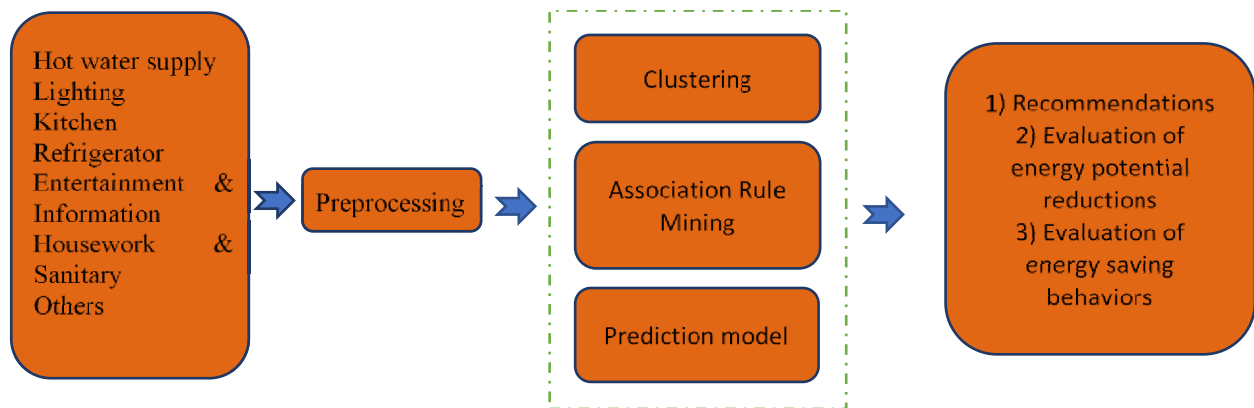 Hot water supply
Lighting
Kitchen
Refrigerator
Entertainment &
Information
Housework &
Sanitary
Others
Preprocessing
Clustering
Association Rule
Mining
Prediction model
1) Recommendations
2) Evaluation of
energy potential
reductions
3) Evaluation of
energy saving
behaviors